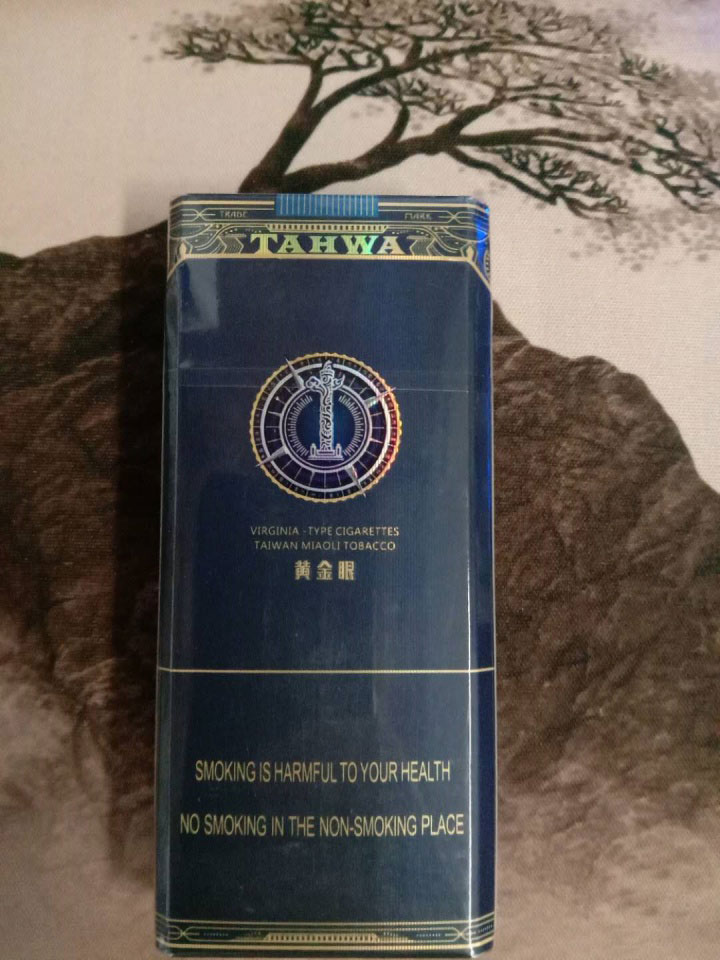 TRADE MARK
TAHWA
VIRGINIA -TYPE CIGARETTES
TAIWAN MIAOLI TOBACCO
黄金眼
SMOKING IS HARMFUL TO YOUR HEALTH
NO SMOKING IN THE NON-SMOKING PLACE